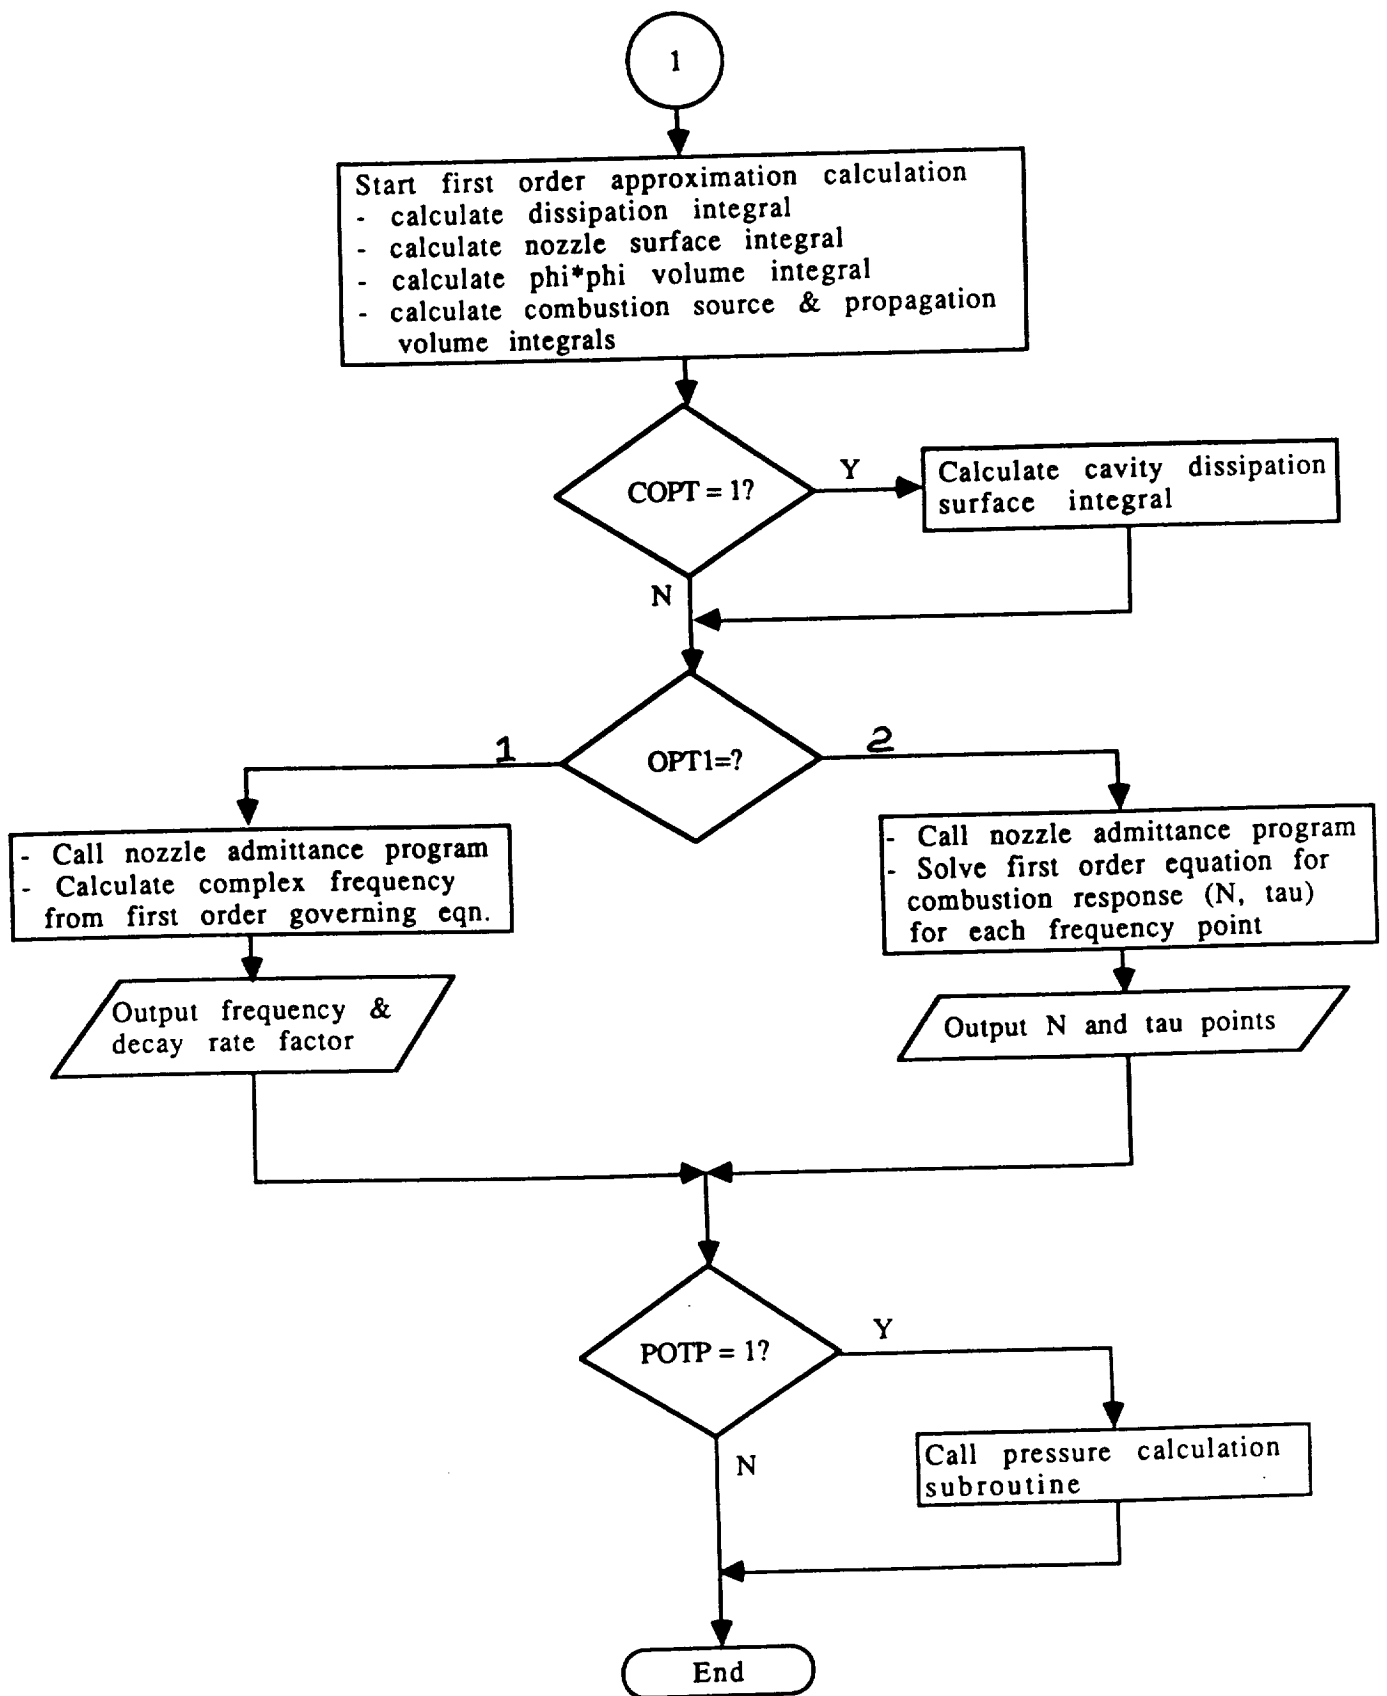 1
Start first order approximation calculation
- calculate dissipation integral
- calculate nozzle surface integral
- calculate phi*phi volume integral
- calculate combustion source & propagation
volume integrals
COPT = 1?
Y
Calculate cavity dissipation
surface integral
N
OPT1=?
1
2
- Call nozzle admittance program
- Calculate complex frequency
from first order governing eqn.
- Call nozzle admittance program
- Solve first order equation for
combustion response (N, tau)
for each frequency point
Output frequency &
decay rate factor
Output N and tau points
POTP = 1?
Y
N
Call pressure calculation
subroutine
End